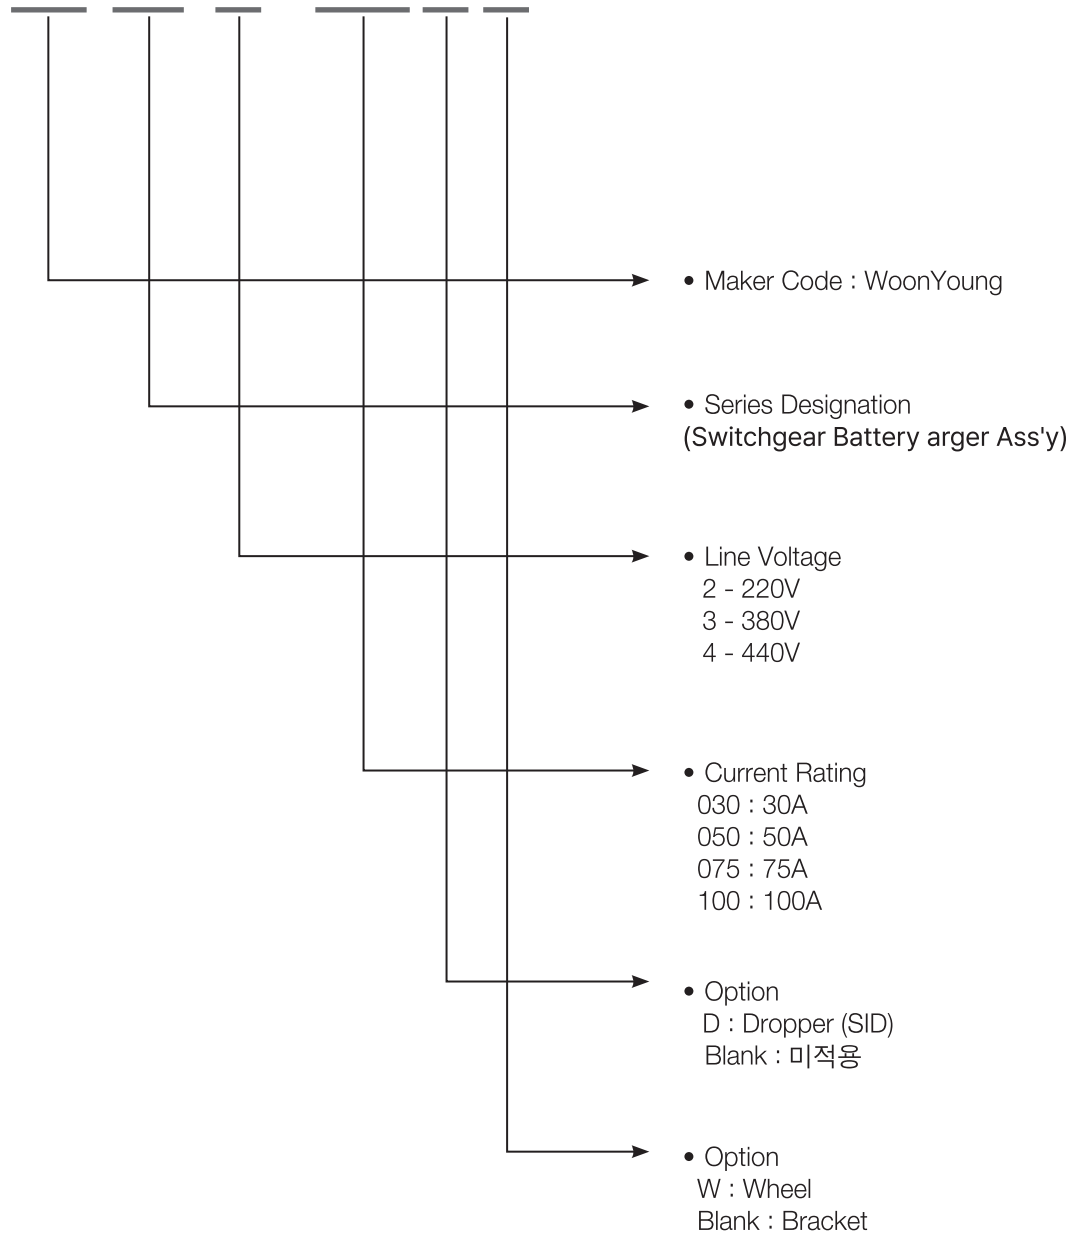 • Maker Code : WoonYoung
• Series Designation
(Switchgear Battery arger Ass'y)
• Line Voltage
2 - 220V
3 - 380V
4 - 440V
• Current Rating
030 : 30A
050 : 50A
075 : 75A
100 : 100A
• Option
D : Dropper (SID)
Blank : 미적용
• Option
W : Wheel
Blank : Bracket